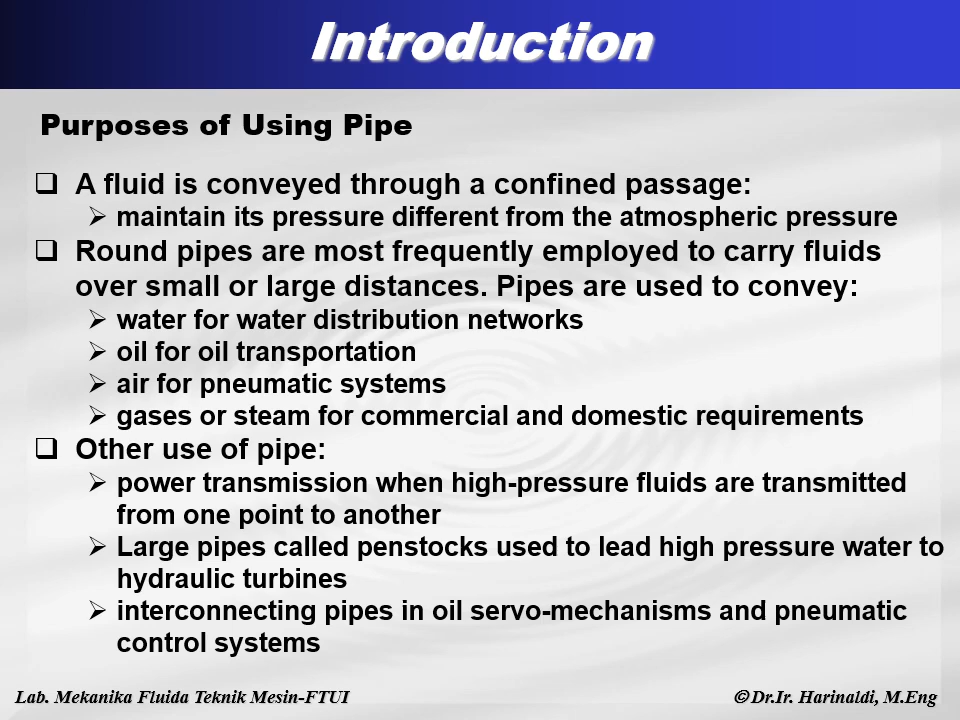 Introduction
Purposes of Using Pipe
❑ A fluid is conveyed through a confined passage:
➢ maintain its pressure different from the atmospheric pressure
❑ Round pipes are most frequently employed to carry fluids
over small or large distances. Pipes are used to convey:
➢ water for water distribution networks
➢ oil for oil transportation
➢ air for pneumatic systems
➢ gases or steam for commercial and domestic requirements
❑ Other use of pipe:
➢ power transmission when high-pressure fluids are transmitted
from one point to another
➢ Large pipes called penstocks used to lead high pressure water to
hydraulic turbines
➢ interconnecting pipes in oil servo-mechanisms and pneumatic
control systems
Lab. Mekanika Fluida Teknik Mesin-FTUI
© Dr.Ir. Harinaldi, M.Eng